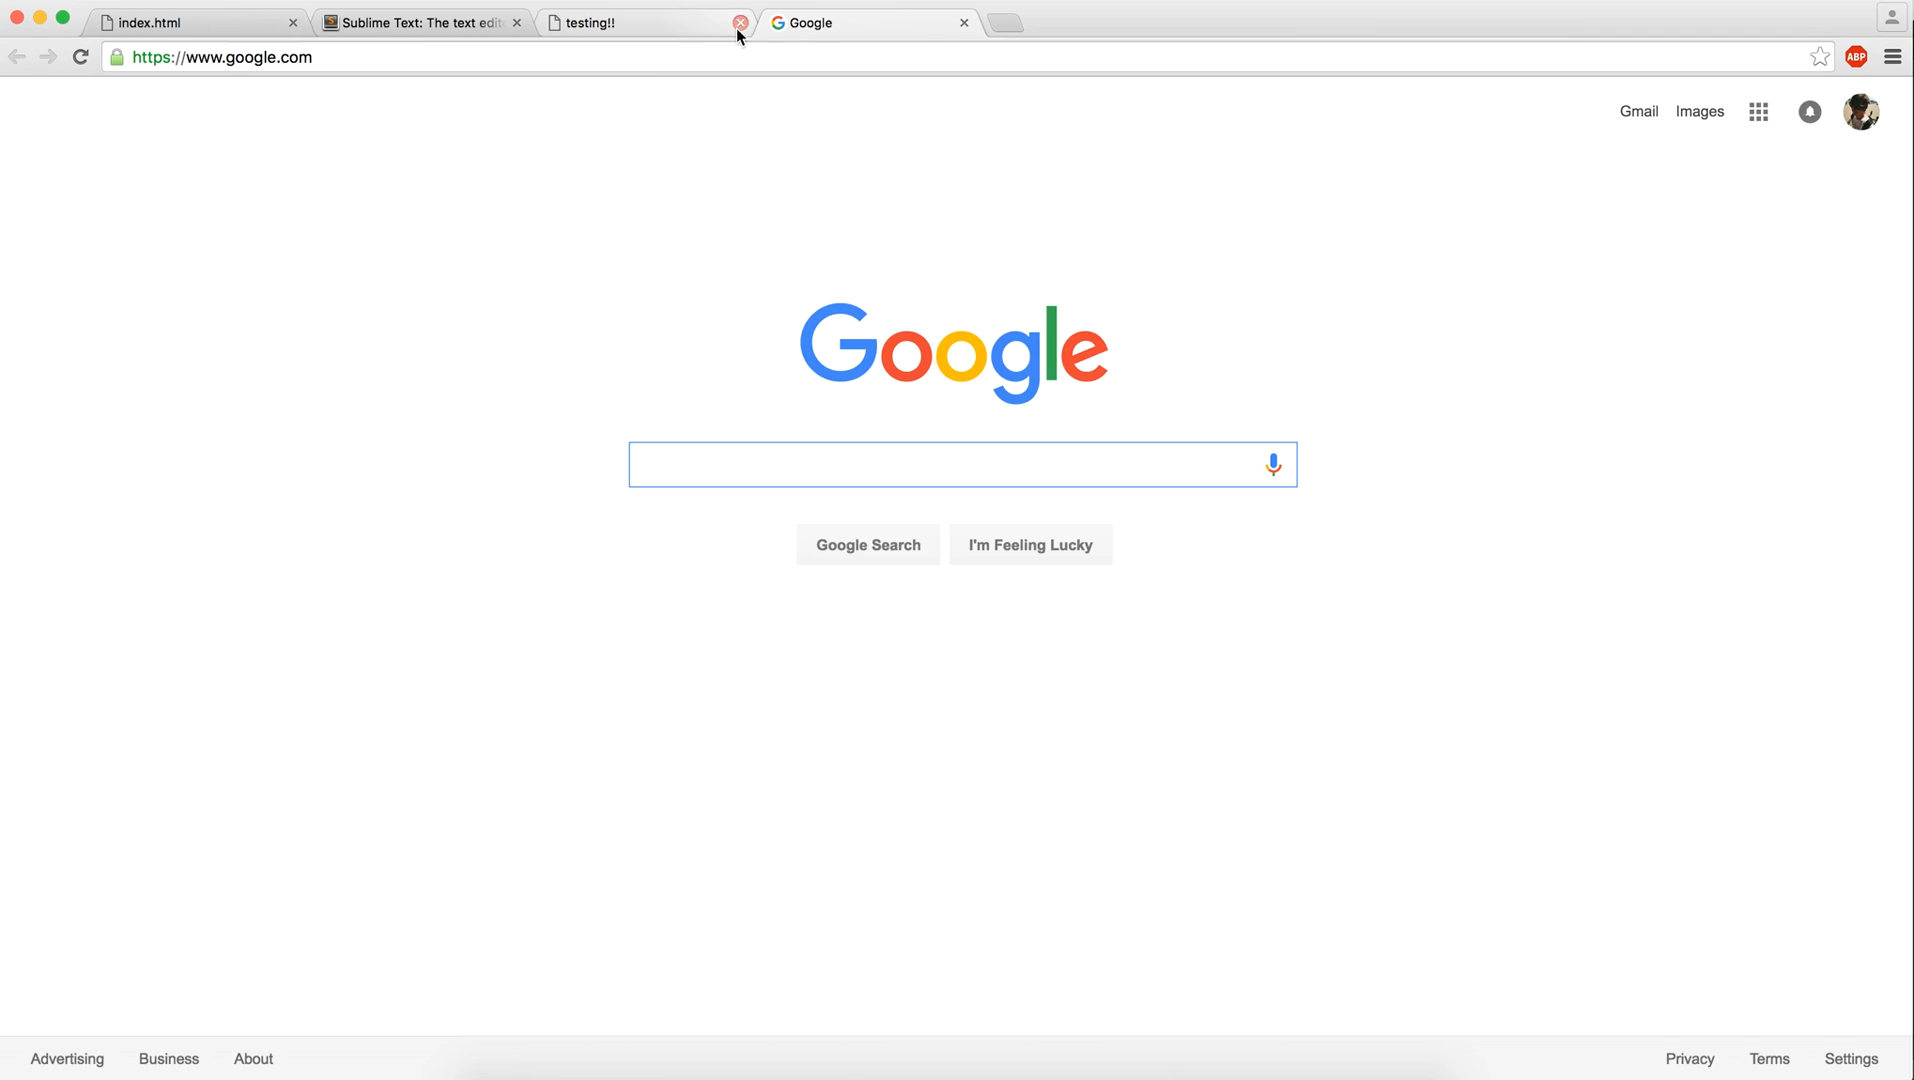 index.html
Sublime Text: The text edit
testing!!
Google
https://www.google.com
ABP
Gmail
Images
Google
Google Search
I'm Feeling Lucky
Advertising
Business
About
Privacy
Terms
Settings